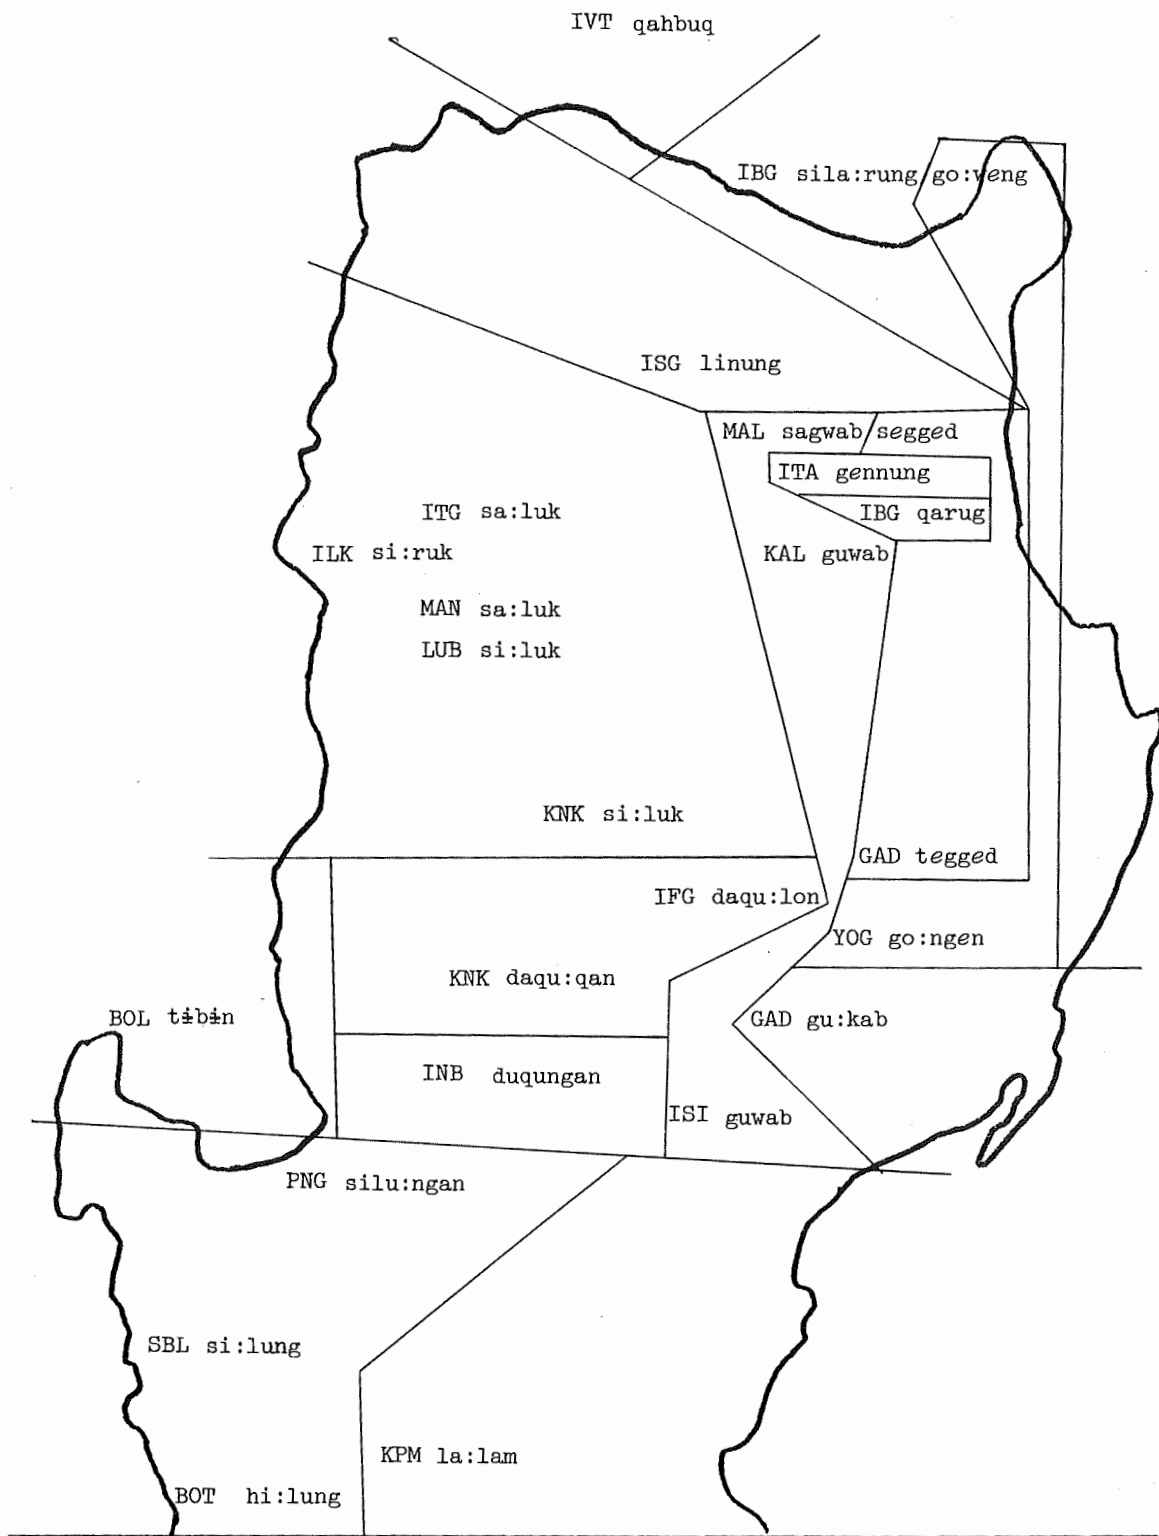 IVT qahbuq
IBG sila:rung go:veng
ISG linung
MAL sagwab segged
ITA gennung
ITG sa:luk
IBG qarug
ILK si:ruk
KAL guwab
MAN sa:luk
LUB si:luk
KNK si:luk
GAD tegged
IFG daqu:lon
YOG go:ngen
KNK daqu:qan
BOL tɨbɨn
GAD gu:kab
INB duqungan
ISI guwab
PNG silu:ngan
SBL si:lung
KPM la:lam
BOT hi:lung